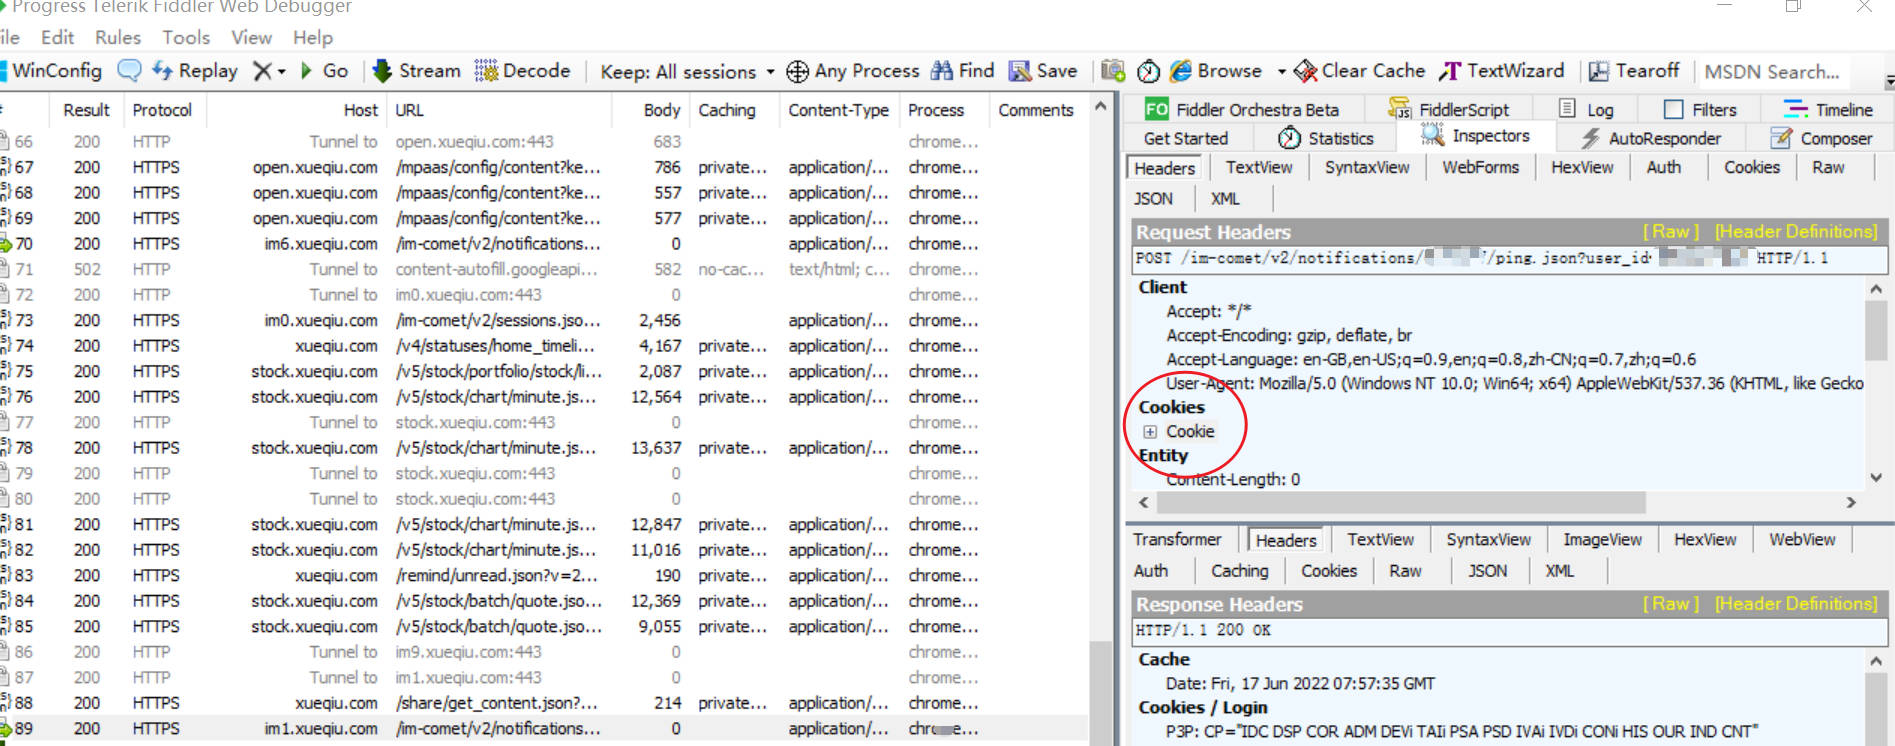 Progress Telerik Fiddler Web Debugger
ile Edit Rules Tools View Help
WinConfig Replay Go Stream Decode Keep: All sessions Any Process Find Save Browse Clear Cache TextWizard Tearoff MSDN Search...
Result Protocol Host URL Body Caching Content-Type Process Comments
66 200 HTTP Tunnel to open.xueqiu.com:443 683 chrome...
67 200 HTTPS open.xueqiu.com /mpaas/config/content?ke... 786 private... application/... chrome...
68 200 HTTPS open.xueqiu.com /mpaas/config/content?ke... 557 private... application/... chrome...
69 200 HTTPS open.xueqiu.com /mpaas/config/content?ke... 577 private... application/... chrome...
70 200 HTTPS im6.xueqiu.com /im-comet/v2/notifications... 0 application/... chrome...
71 502 HTTP Tunnel to content-autofill.googleapi... 582 no-cac... text/html; c... chrome...
72 200 HTTP Tunnel to im0.xueqiu.com:443 0 chrome...
73 200 HTTPS im0.xueqiu.com /im-comet/v2/sessions.jso... 2,456 application/... chrome...
74 200 HTTPS xueqiu.com /v4/statuses/home_timeli... 4,167 private... application/... chrome...
75 200 HTTPS stock.xueqiu.com /v5/stock/portfolio/stock/li... 2,087 private... application/... chrome...
76 200 HTTPS stock.xueqiu.com /v5/stock/chart/minute.js... 12,564 private... application/... chrome...
77 200 HTTP Tunnel to stock.xueqiu.com:443 0 chrome...
78 200 HTTPS stock.xueqiu.com /v5/stock/chart/minute.js... 13,637 private... application/... chrome...
79 200 HTTP Tunnel to stock.xueqiu.com:443 0 chrome...
80 200 HTTP Tunnel to stock.xueqiu.com:443 0 chrome...
81 200 HTTPS stock.xueqiu.com /v5/stock/chart/minute.js... 12,847 private... application/... chrome...
82 200 HTTPS stock.xueqiu.com /v5/stock/chart/minute.js... 11,016 private... application/... chrome...
83 200 HTTPS xueqiu.com /remind/unread.json?v=2... 190 private... application/... chrome...
84 200 HTTPS stock.xueqiu.com /v5/stock/batch/quote.jso... 12,369 private... application/... chrome...
85 200 HTTPS stock.xueqiu.com /v5/stock/batch/quote.jso... 9,055 private... application/... chrome...
86 200 HTTP Tunnel to im9.xueqiu.com:443 0 chrome...
87 200 HTTP Tunnel to im1.xueqiu.com:443 0 chrome...
88 200 HTTPS xueqiu.com /share/get_content.json?... 214 private... application/... chrome...
89 200 HTTPS im1.xueqiu.com /im-comet/v2/notifications... 0 application/...
FO Fiddler Orchestra Beta FiddlerScript Log Filters Timeline
Get Started Statistics Inspectors AutoResponder Composer
Headers TextView SyntaxView WebForms HexView Auth Cookies Raw
JSON XML
Request Headers [ Raw ] [Header Definitions]
POST /im-comet/v2/notifications/ /ping.json?user_id HTTP/1.1
Client
Accept: */*
Accept-Encoding: gzip, deflate, br
Accept-Language: en-GB,en-US;q=0.9,en;q=0.8,zh-CN;q=0.7,zh;q=0.6
User-Agent: Mozilla/5.0 (Windows NT 10.0; Win64; x64) AppleWebKit/537.36 (KHTML, like Gecko
Cookies
Cookie
Entity
Content-Length: 0
Transformer Headers TextView SyntaxView ImageView HexView WebView
Auth Caching Cookies Raw JSON XML
Response Headers [ Raw ] [Header Definitions]
HTTP/1.1 200 OK
Cache
Date: Fri, 17 Jun 2022 07:57:35 GMT
Cookies / Login
P3P: CP="IDC DSP COR ADM DEVi TAIi PSA PSD IVAi IVDi CONi HIS OUR IND CNT"